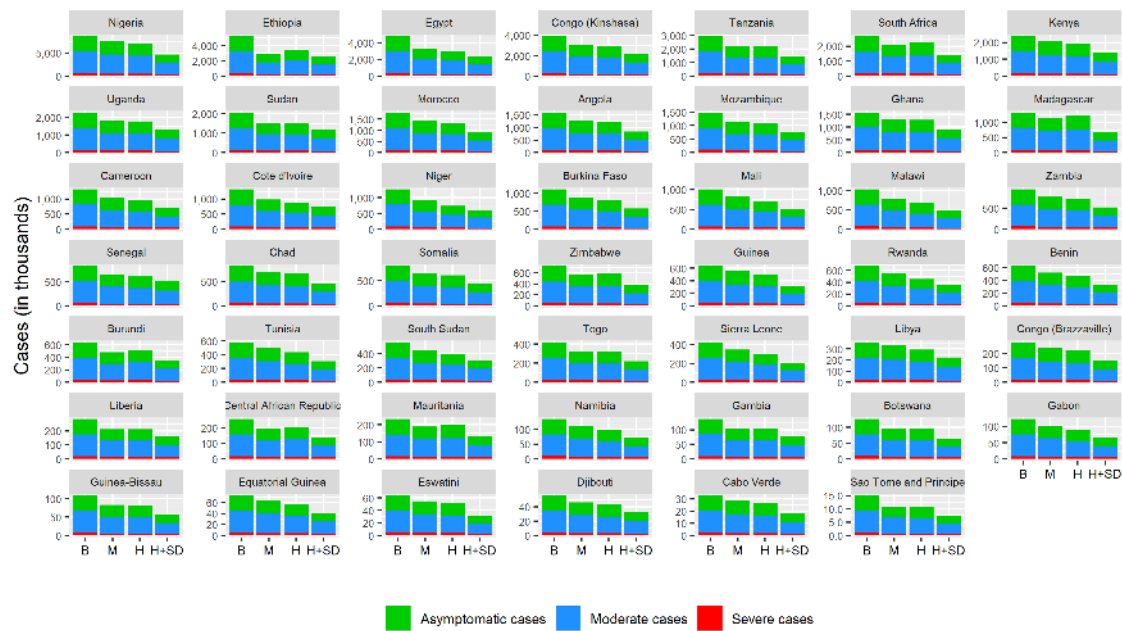 Nigeria Ethiopia Egypt Congo (Kinshasa) Tanzania South Africa Kenya
5,000 0 4,000 2,000 0 4,000 2,000 0 4,000 3,000 2,000 1,000 0 3,000 2,000 1,000 0 2,000 1,000 0 2,000 1,000 0
Uganda Sudan Morocco Angola Mozambique Ghana Madagascar
2,000 1,000 0 2,000 1,000 0 1,500 1,000 500 0 1,500 1,000 500 0 1,500 1,000 500 0 1,500 1,000 500 0 1,000 500 0
Cameroon Cote d'Ivoire Niger Burkina Faso Mali Malawi Zambia
1,000 500 0 1,000 500 0 1,000 500 0 1,000 500 0 1,000 500 0 1,000 500 0 500 0
Senegal Chad Somalia Zimbabwe Guinea Rwanda Benin
500 0 500 0 500 0 600 400 200 0 600 400 200 0 600 400 200 0 600 400 200 0
Burundi Tunisia South Sudan Togo Sierra Leone Libya Congo (Brazzaville)
600 400 200 0 600 400 200 0 400 200 0 400 200 0 400 200 0 300 200 100 0 200 100 0
Liberia Central African Republic Mauritania Namibia Gambia Botswana Gabon
200 100 0 200 100 0 200 100 0 100 50 0 100 50 0 100 50 0 100 50 0
B M H H+SD
Guinea-Bissau Equatorial Guinea Eswatini Djibouti Cabo Verde Sao Tome and Principe
100 50 0 60 40 20 0 60 40 20 0 40 20 0 30 20 10 0 15.0 10.0 5.0 0.0
B M H H+SD B M H H+SD B M H H+SD B M H H+SD B M H H+SD B M H H+SD
Cases (in thousands)
Asymptomatic cases Moderate cases Severe cases